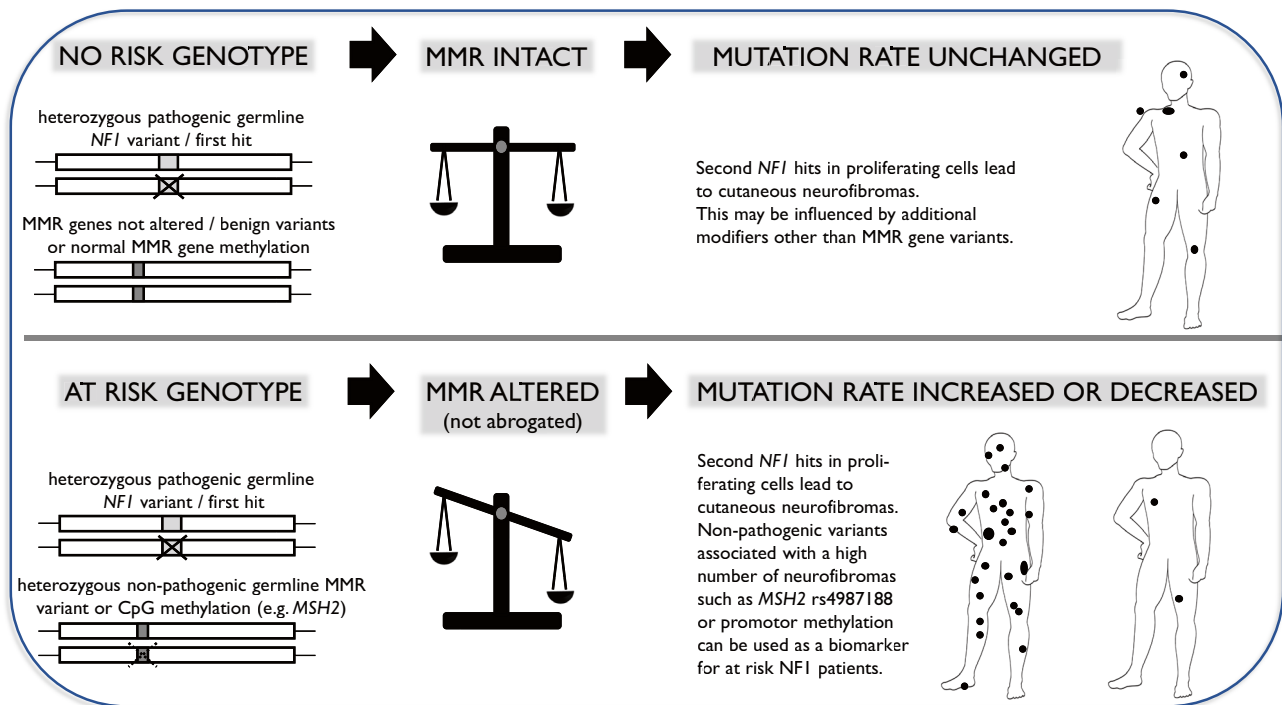 NO RISK GENOTYPE
MMR INTACT
MUTATION RATE UNCHANGED
heterozygous pathogenic germline
NF1 variant / first hit
MMR genes not altered / benign variants
or normal MMR gene methylation
Second NF1 hits in proliferating cells lead
to cutaneous neurofibromas.
This may be influenced by additional
modifiers other than MMR gene variants.
AT RISK GENOTYPE
MMR ALTERED
(not abrogated)
MUTATION RATE INCREASED OR DECREASED
heterozygous pathogenic germline
NF1 variant / first hit
heterozygous non-pathogenic germline MMR
variant or CpG methylation (e.g. MSH2)
Second NF1 hits in proli-
ferating cells lead to
cutaneous neurofibromas.
Non-pathogenic variants
associated with a high
number of neurofibromas
such as MSH2 rs4987188
or promotor methylation
can be used as a biomarker
for at risk NF1 patients.